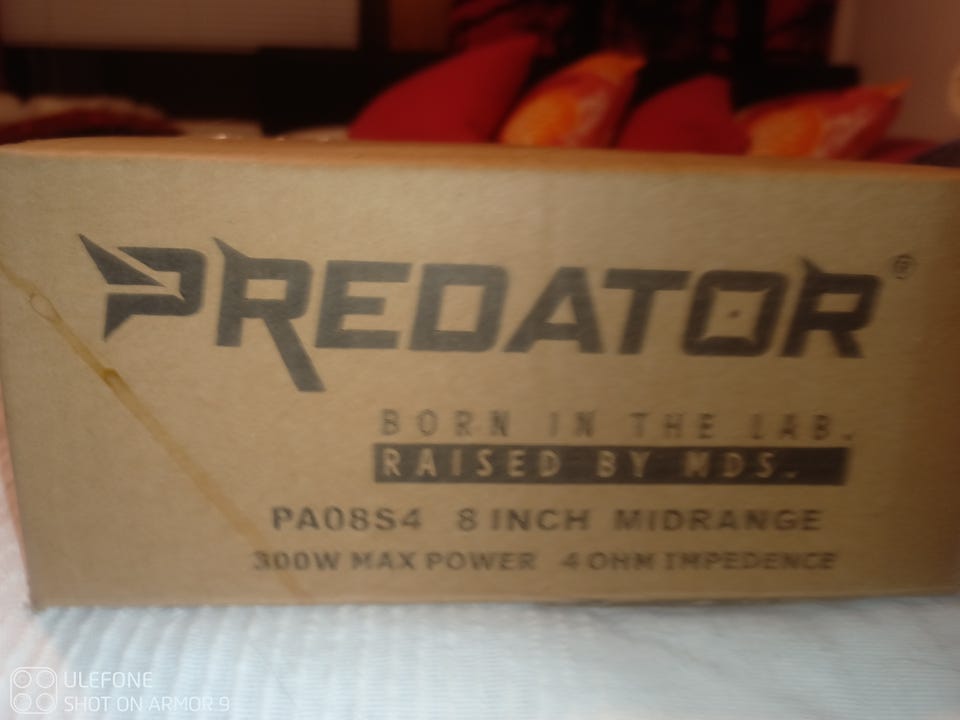 PREDATOR®
BORN IN THE LAB.
RAISED BY MDS.
PA08S4 8 INCH MIDRANGE
300W MAX POWER 4 OHM IMPEDENCE
ULEFONE
SHOT ON ARMOR 9